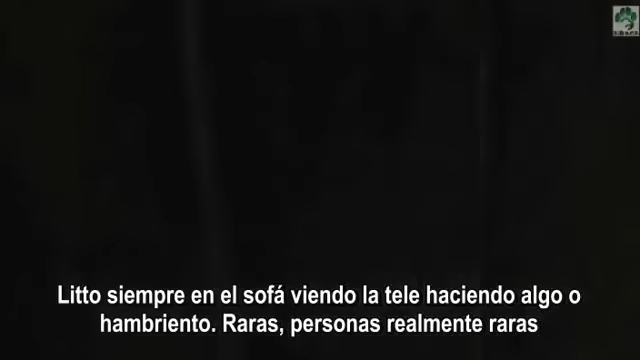 Litto siempre en el sofá viendo la tele haciendo algo o
hambriento. Raras, personas realmente raras